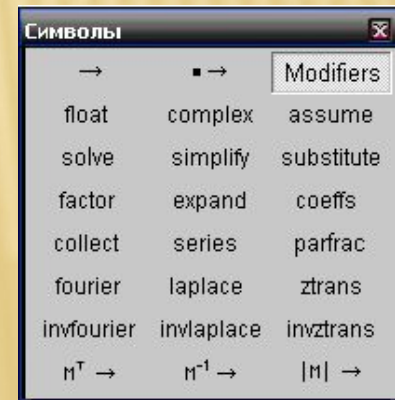 Символы
→ ▪ → Modifiers
float complex assume
solve simplify substitute
factor expand coeffs
collect series parfrac
fourier laplace ztrans
invfourier invlaplace invztrans
Mᵀ → M⁻¹ → |M| →